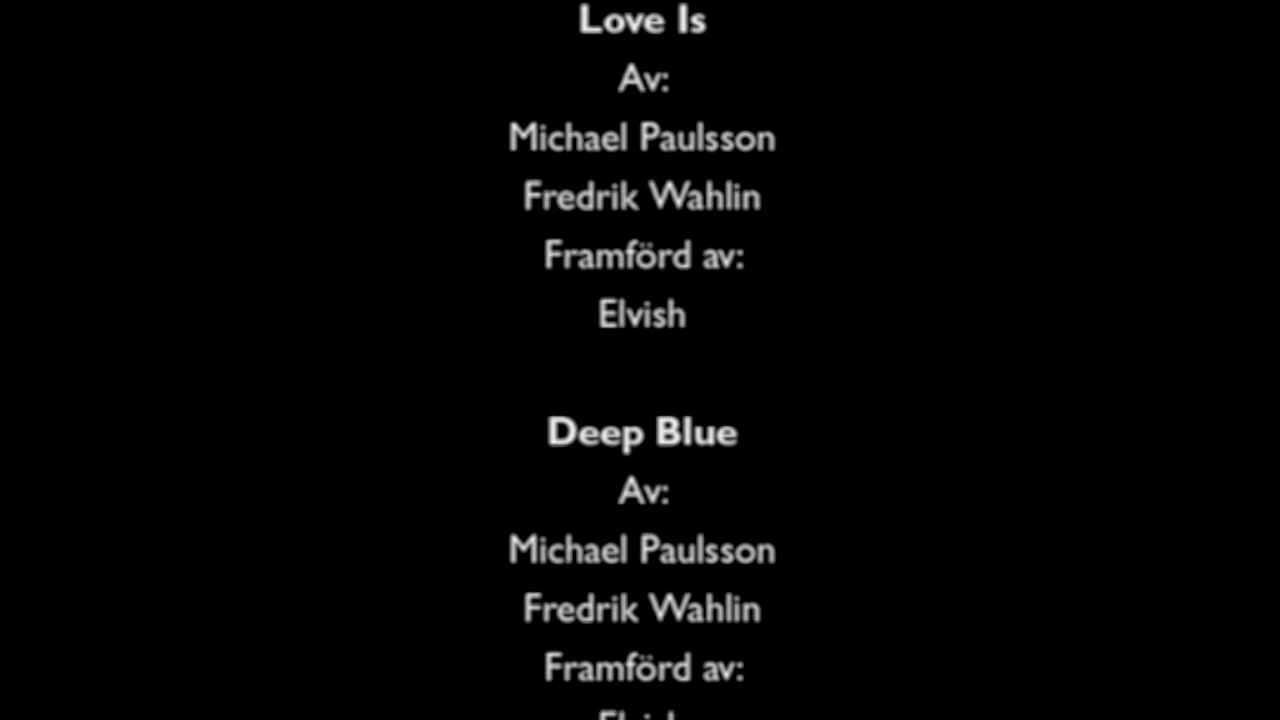 Love Is
Av:
Michael Paulsson
Fredrik Wahlin
Framförd av:
Elvish
Deep Blue
Av:
Michael Paulsson
Fredrik Wahlin
Framförd av: